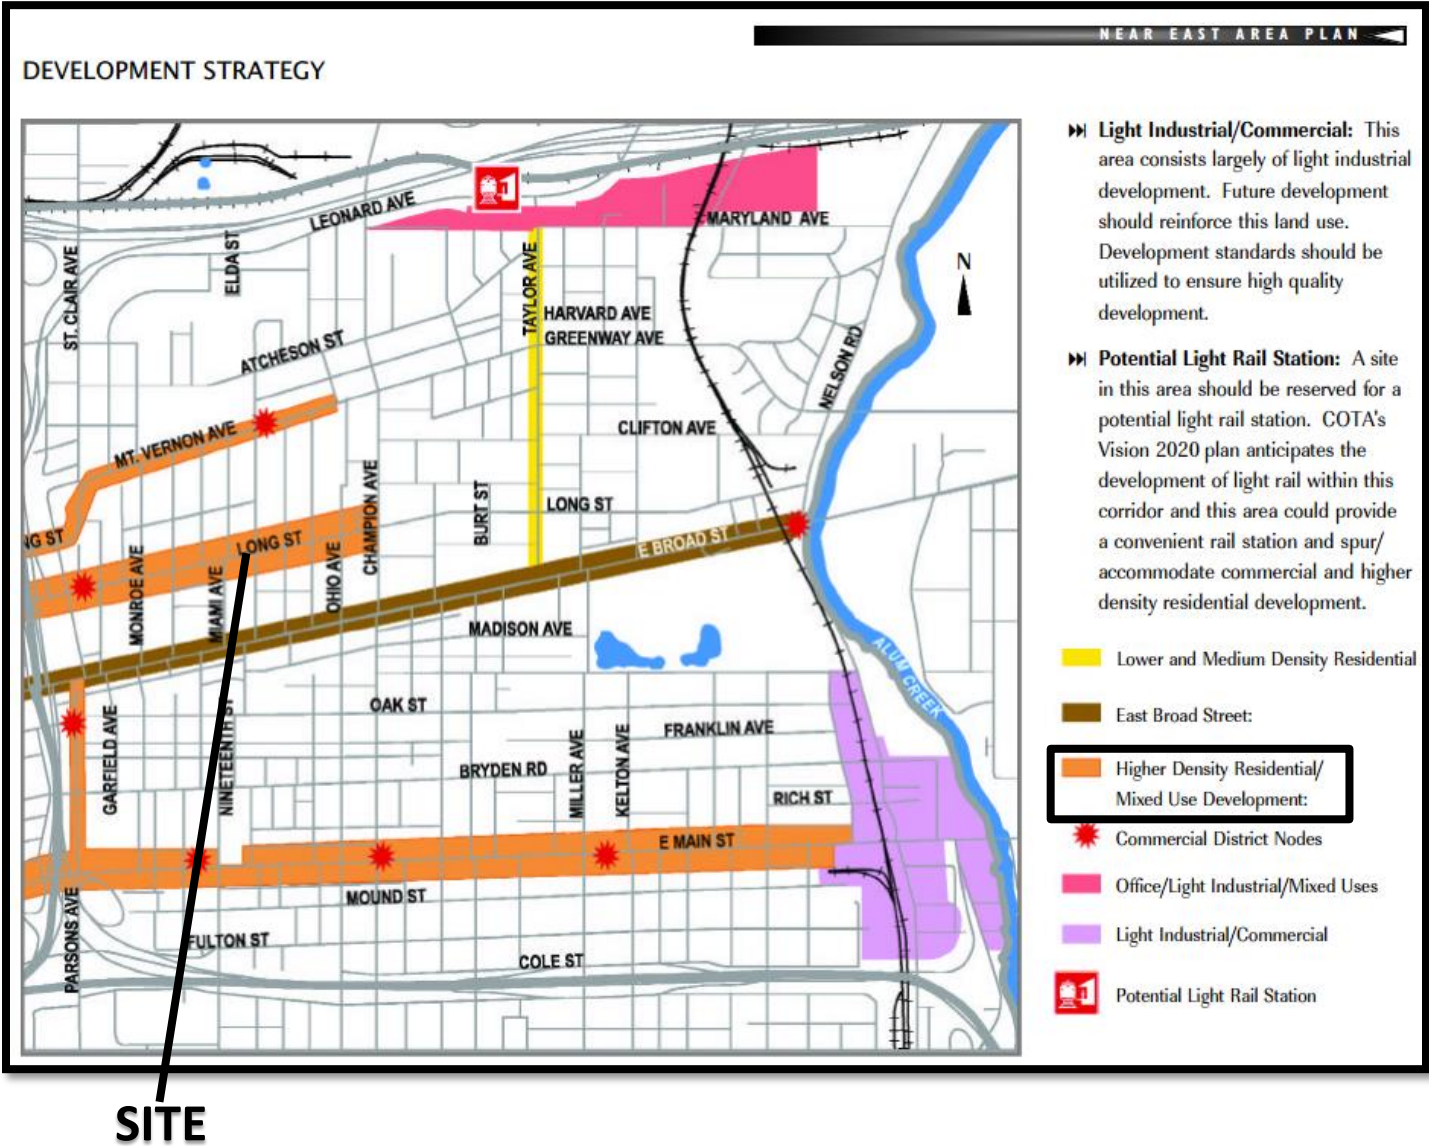 NEAR EAST AREA PLAN
DEVELOPMENT STRATEGY
Light Industrial/Commercial: This
area consists largely of light industrial
development. Future development
should reinforce this land use.
Development standards should be
utilized to ensure high quality
development.
Potential Light Rail Station: A site
in this area should be reserved for a
potential light rail station. COTA's
Vision 2020 plan anticipates the
development of light rail within this
corridor and this area could provide
a convenient rail station and spur/
accommodate commercial and higher
density residential development.
Lower and Medium Density Residential
East Broad Street:
Higher Density Residential/
Mixed Use Development:
Commercial District Nodes
Office/Light Industrial/Mixed Uses
Light Industrial/Commercial
Potential Light Rail Station
N
LEONARD AVE
MARYLAND AVE
ST. CLAIR AVE
ELDA ST
TAYLOR AVE
HARVARD AVE
GREENWAY AVE
ATCHESON ST
NELSON RD
CLIFTON AVE
MT. VERNON AVE
CHAMPION AVE
BURT ST
LONG ST
NG ST
LONG ST
E BROAD ST
MONROE AVE
MIAMI AVE
OHIO AVE
MADISON AVE
ALUM CREEK
OAK ST
GARFIELD AVE
NINETEENTH ST
FRANKLIN AVE
MILLER AVE
KELTON AVE
BRYDEN RD
RICH ST
E MAIN ST
MOUND ST
PARSONS AVE
FULTON ST
COLE ST
SITE